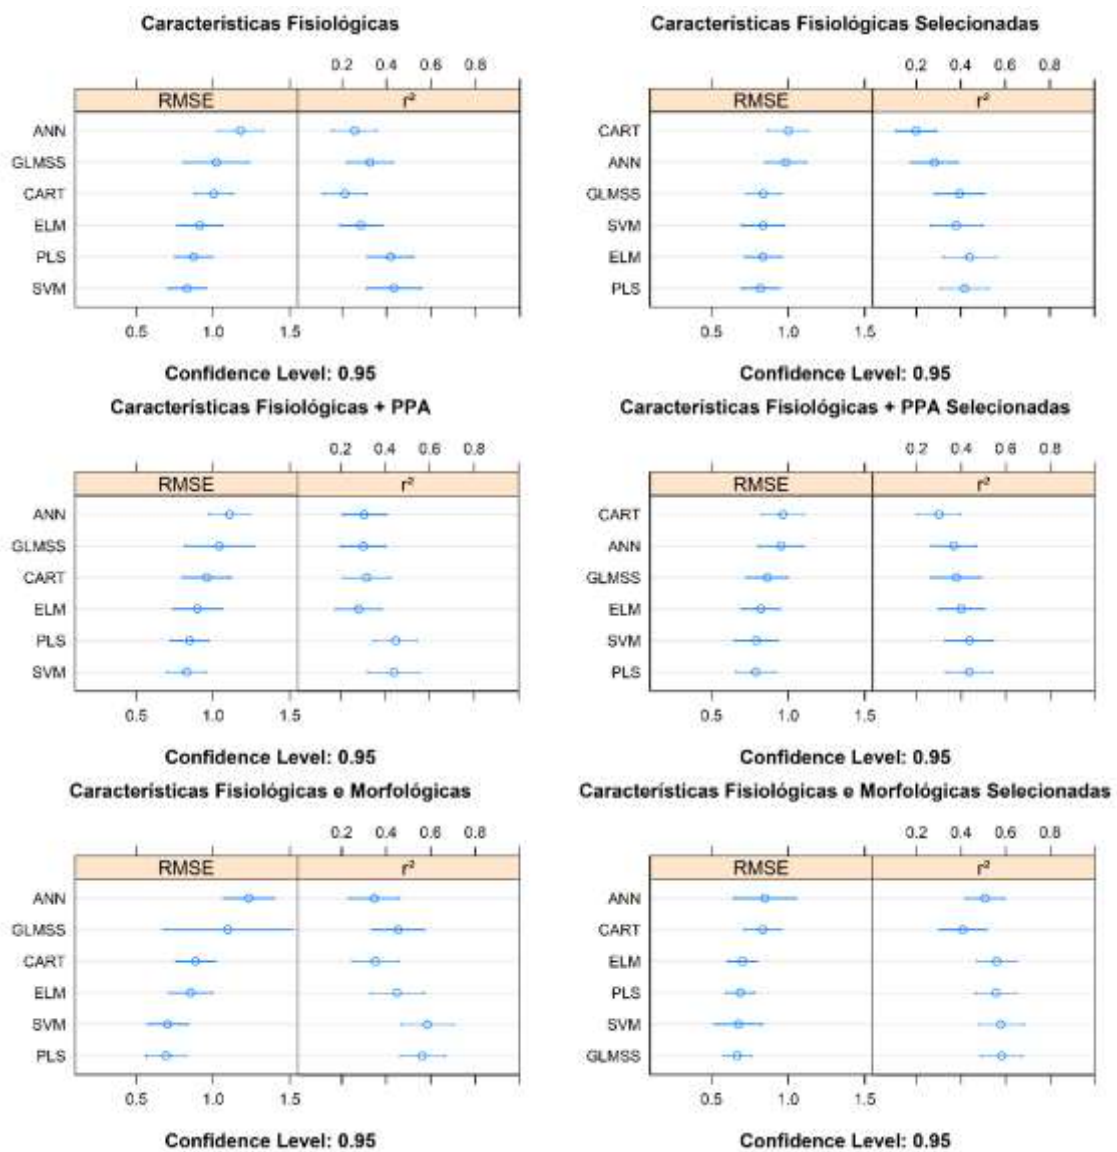 Características Fisiológicas
0.2 0.4 0.6 0.8
RMSE r²
ANN
GLMSS
CART
ELM
PLS
SVM
0.5 1.0 1.5
Confidence Level: 0.95
Características Fisiológicas Selecionadas
0.2 0.4 0.6 0.8
RMSE r²
CART
ANN
GLMSS
SVM
ELM
PLS
0.5 1.0 1.5
Confidence Level: 0.95
Características Fisiológicas + PPA
0.2 0.4 0.6 0.8
RMSE r²
ANN
GLMSS
CART
ELM
PLS
SVM
0.5 1.0 1.5
Confidence Level: 0.95
Características Fisiológicas + PPA Selecionadas
0.2 0.4 0.6 0.8
RMSE r²
CART
ANN
GLMSS
ELM
SVM
PLS
0.5 1.0 1.5
Confidence Level: 0.95
Características Fisiológicas e Morfológicas
0.2 0.4 0.6 0.8
RMSE r²
ANN
GLMSS
CART
ELM
SVM
PLS
0.5 1.0 1.5
Confidence Level: 0.95
Características Fisiológicas e Morfológicas Selecionadas
0.2 0.4 0.6 0.8
RMSE r²
ANN
CART
ELM
PLS
SVM
GLMSS
0.5 1.0 1.5
Confidence Level: 0.95